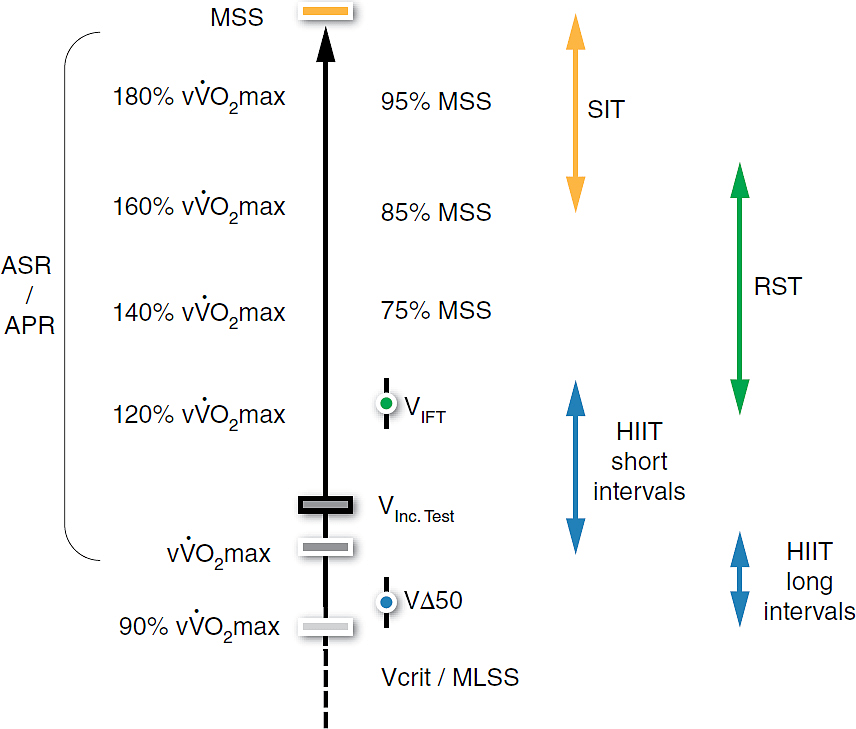 MSS
180% vV̇O₂max
95% MSS
SIT
160% vV̇O₂max
85% MSS
ASR
/
APR
RST
140% vV̇O₂max
75% MSS
120% vV̇O₂max
V_IFT
HIIT
short
intervals
V_Inc. Test
vV̇O₂max
HIIT
long
intervals
VΔ50
90% vV̇O₂max
Vcrit / MLSS